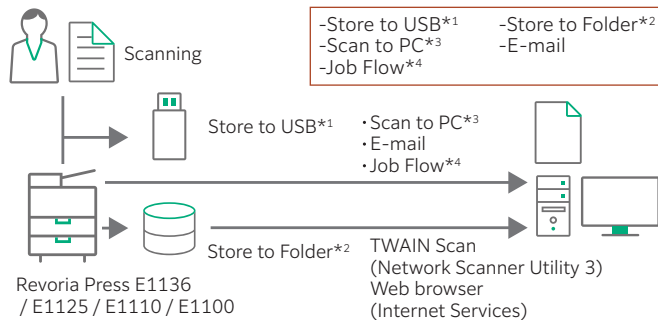 Scanning
-Store to USB*1 -Store to Folder*2
-Scan to PC*3 -E-mail
-Job Flow*4
Store to USB*1
・Scan to PC*3
・E-mail
・Job Flow*4
Store to Folder*2
TWAIN Scan
(Network Scanner Utility 3)
Web browser
(Internet Services)
Revoria Press E1136
/ E1125 / E1110 / E1100